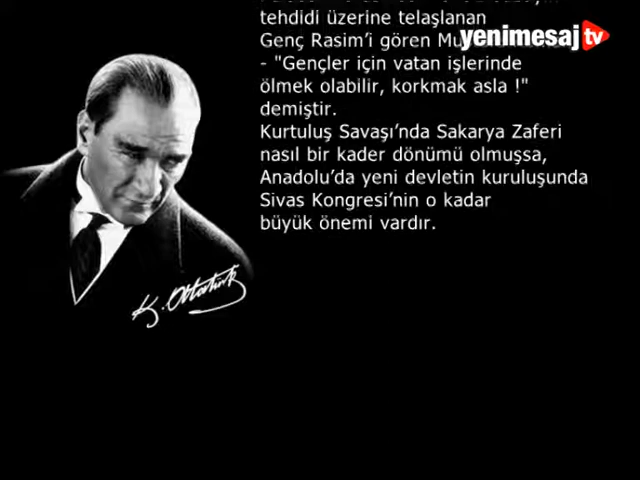 yenimesaj tv
tehdidi üzerine telaşlanan
Genç Rasim’i gören
- "Gençler için vatan işlerinde
ölmek olabilir, korkmak asla !"
demiştir.
Kurtuluş Savaşı’nda Sakarya Zaferi
nasıl bir kader dönümü olmuşsa,
Anadolu’da yeni devletin kuruluşunda
Sivas Kongresi’nin o kadar
büyük önemi vardır.
K. Atatürk